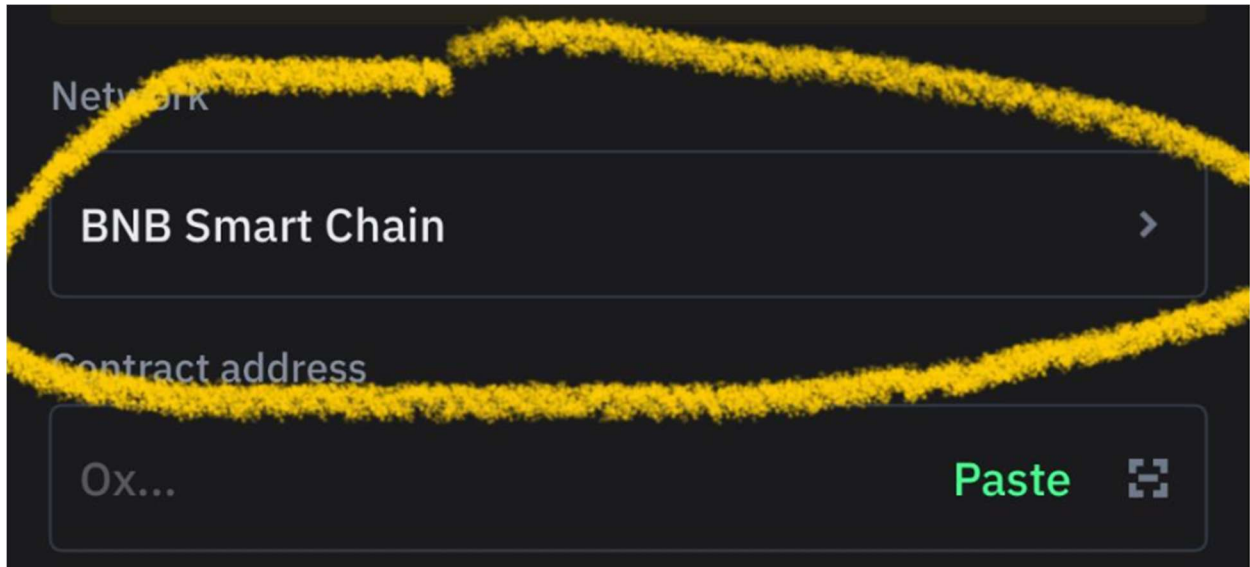 Network
BNB Smart Chain
Contract address
0x...
Paste